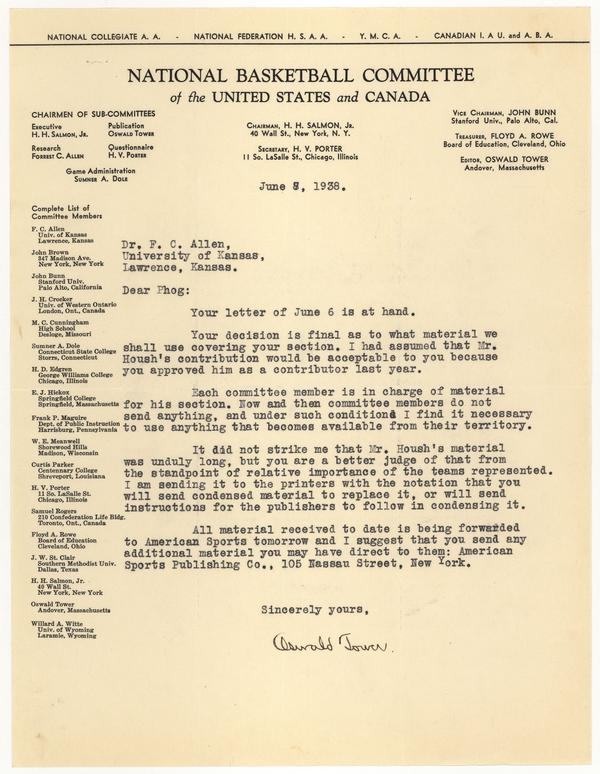 NATIONAL COLLEGIATE A. A. - NATIONAL FEDERATION H. S. A. A. - Y. M. C. A. - CANADIAN I. A U. and A. B. A.
NATIONAL BASKETBALL COMMITTEE
of the UNITED STATES and CANADA
CHAIRMEN OF SUB-COMMITTEES
Executive
H. H. SALMON, JR.
Publication
OSWALD TOWER
Research
FORREST C. ALLEN
Questionnaire
H. V. PORTER
Game Administration
SUMNER A. DOLE
CHAIRMAN, H. H. SALMON, JR.
40 Wall St., New York, N. Y.
SECRETARY, H. V. PORTER
11 So. LaSalle St., Chicago, Illinois
VICE CHAIRMAN, JOHN BUNN
Stanford Univ., Palo Alto, Cal.
TREASURER, FLOYD A. ROWE
Board of Education, Cleveland, Ohio
EDITOR, OSWALD TOWER
Andover, Massachusetts
June 8, 1938.
Complete List of
Committee Members
F. C. Allen
Univ. of Kansas
Lawrence, Kansas
John Brown
347 Madison Ave.
New York, New York
John Bunn
Stanford Univ.
Palo Alto, California
J. H. Crocker
Univ. of Western Ontario
London, Ont., Canada
M. C. Cunningham
High School
Desloge, Missouri
Sumner A. Dole
Connecticut State College
Storrs, Connecticut
H. D. Edgren
George Williams College
Chicago, Illinois
E. J. Hickox
Springfield College
Springfield, Massachusetts
Frank P. Maguire
Dept. of Public Instruction
Harrisburg, Pennsylvania
W. E. Meanwell
Shorewood Hills
Madison, Wisconsin
Curtis Parker
Centenary College
Shreveport, Louisiana
H. V. Porter
11 So. LaSalle St.
Chicago, Illinois
Samuel Rogers
210 Confederation Life Bldg.
Toronto, Ont., Canada
Floyd A. Rowe
Board of Education
Cleveland, Ohio
J. W. St. Clair
Southern Methodist Univ.
Dallas, Texas
H. H. Salmon, Jr.
40 Wall St.
New York, New York
Oswald Tower
Andover, Massachusetts
Willard A. Witte
Univ. of Wyoming
Laramie, Wyoming
Dr. F. C. Allen,
University of Kansas,
Lawrence, Kansas.
Dear Phog:
Your letter of June 6 is at hand.
Your decision is final as to what material we
shall use covering your section. I had assumed that Mr.
Housh's contribution would be acceptable to you because
you approved him as a contributor last year.
Each committee member is in charge of material
for his section. Now and then committee members do not
send anything, and under such conditions I find it necessary
to use anything that becomes available from their territory.
It did not strike me that Mr. Housh's material
was unduly long, but you are a better judge of that from
the standpoint of relative importance of the teams represented.
I am sending it to the printers with the notation that you
will send condensed material to replace it, or will send
instructions for the publishers to follow in condensing it.
All material received to date is being forwarded
to American Sports tomorrow and I suggest that you send any
additional material you may have direct to them: American
Sports Publishing Co., 105 Nassau Street, New York.
Sincerely yours,
Oswald Tower.